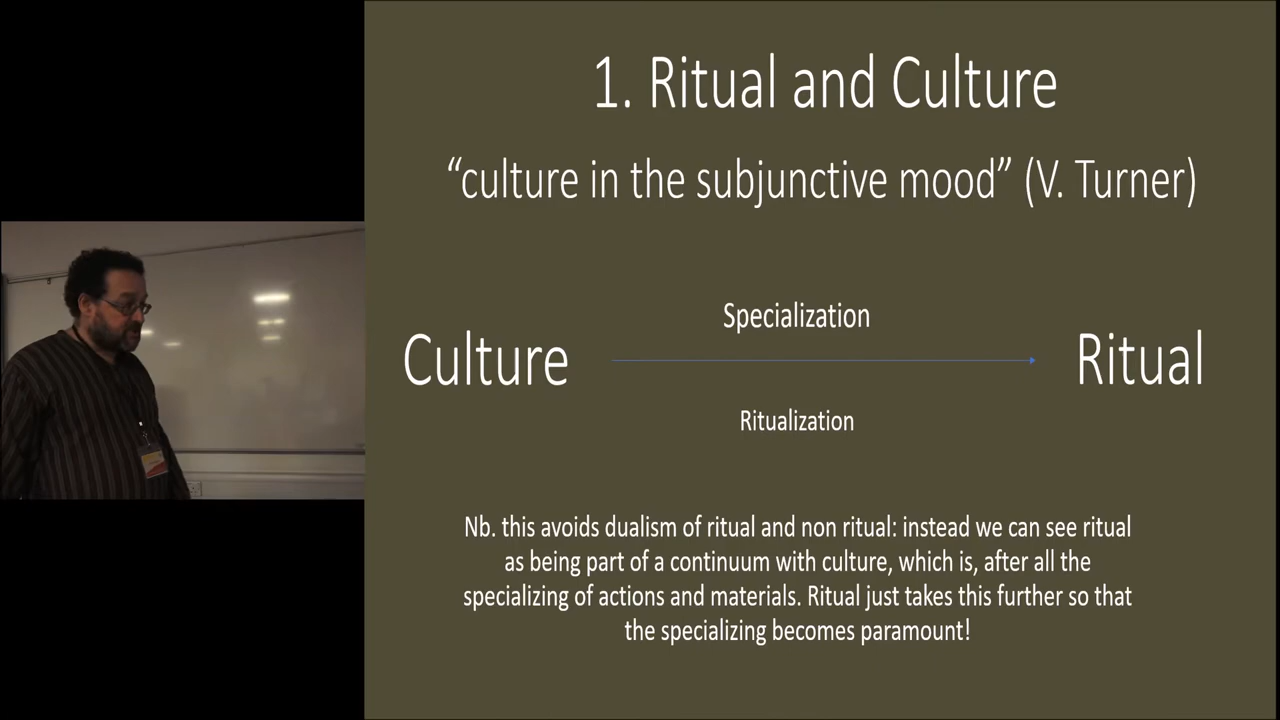 1. Ritual and Culture
“culture in the subjunctive mood” (V. Turner)
Specialization
Culture
Ritual
Ritualization
Nb. this avoids dualism of ritual and non ritual: instead we can see ritual
as being part of a continuum with culture, which is, after all the
specializing of actions and materials. Ritual just takes this further so that
the specializing becomes paramount!